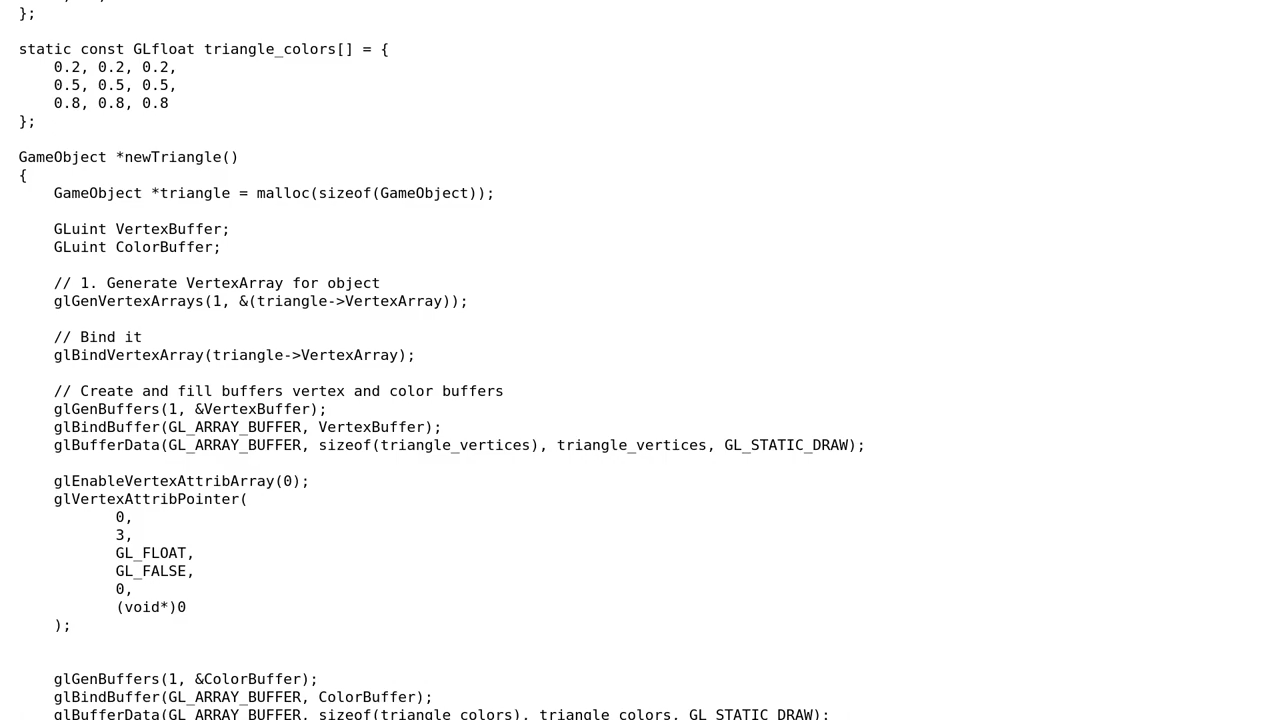 };
static const GLfloat triangle_colors[] = {
    0.2, 0.2, 0.2,
    0.5, 0.5, 0.5,
    0.8, 0.8, 0.8
};
GameObject *newTriangle()
{
    GameObject *triangle = malloc(sizeof(GameObject));
    GLuint VertexBuffer;
    GLuint ColorBuffer;
    // 1. Generate VertexArray for object
    glGenVertexArrays(1, &(triangle->VertexArray));
    // Bind it
    glBindVertexArray(triangle->VertexArray);
    // Create and fill buffers vertex and color buffers
    glGenBuffers(1, &VertexBuffer);
    glBindBuffer(GL_ARRAY_BUFFER, VertexBuffer);
    glBufferData(GL_ARRAY_BUFFER, sizeof(triangle_vertices), triangle_vertices, GL_STATIC_DRAW);
    glEnableVertexAttribArray(0);
    glVertexAttribPointer(
           0,
           3,
           GL_FLOAT,
           GL_FALSE,
           0,
           (void*)0
    );
    glGenBuffers(1, &ColorBuffer);
    glBindBuffer(GL_ARRAY_BUFFER, ColorBuffer);
    glBufferData(GL_ARRAY_BUFFER, sizeof(triangle_colors), triangle_colors, GL_STATIC_DRAW);